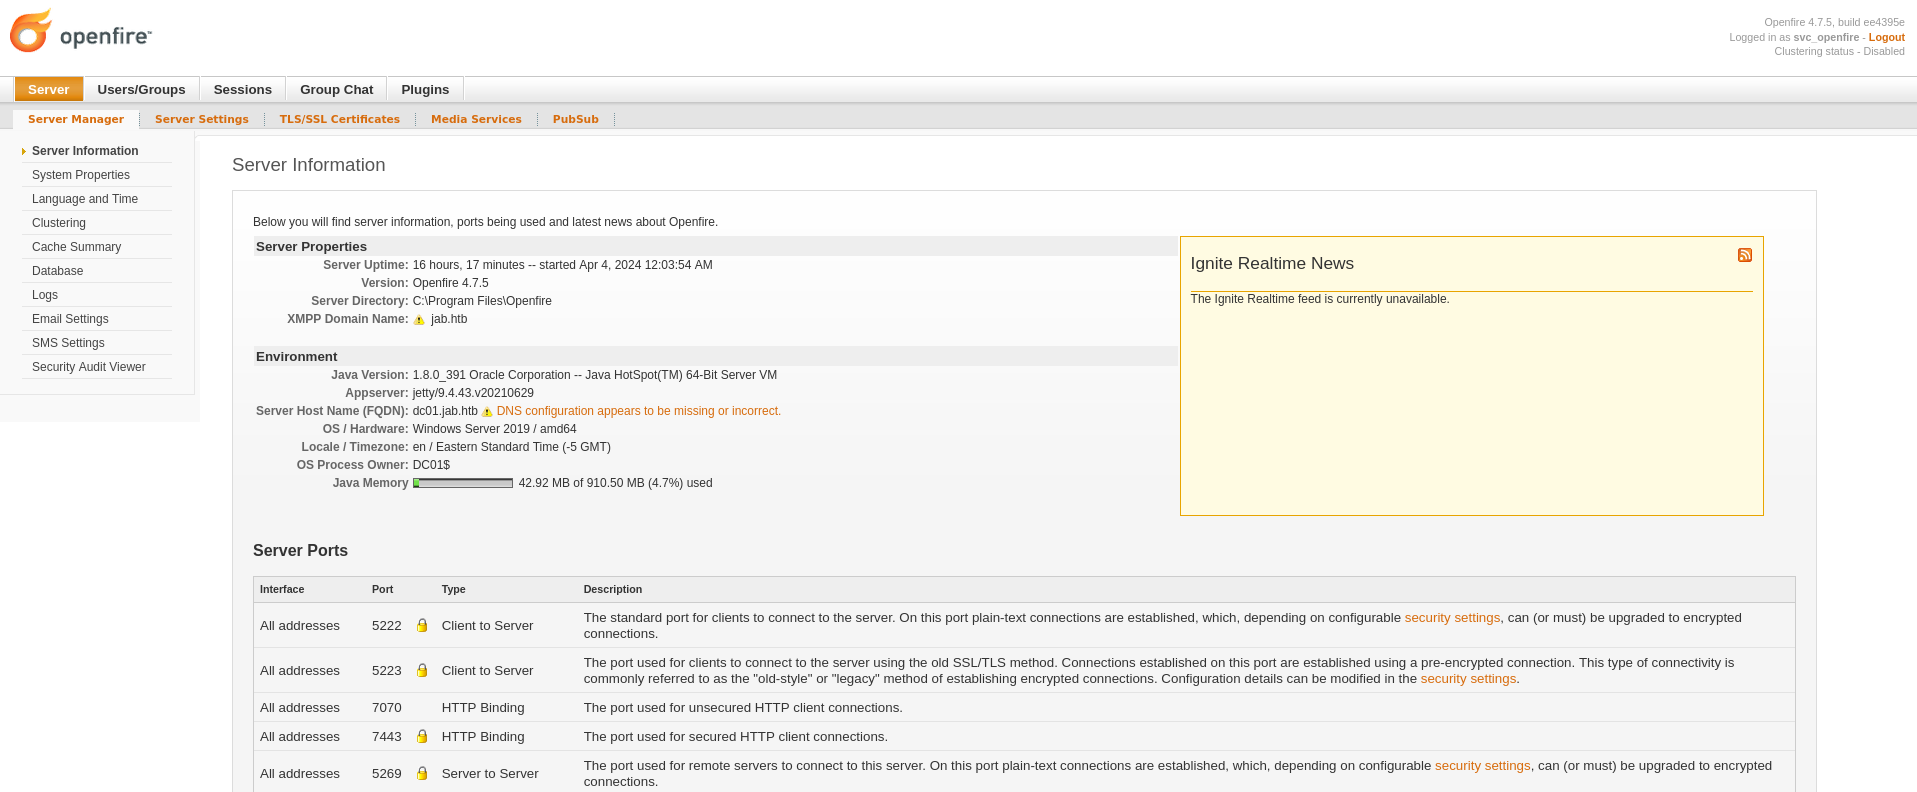 openfire™
Openfire 4.7.5, build ee4395e
Logged in as svc_openfire - Logout
Clustering status - Disabled
Server Users/Groups Sessions Group Chat Plugins
Server Manager Server Settings TLS/SSL Certificates Media Services PubSub
Server Information
System Properties
Language and Time
Clustering
Cache Summary
Database
Logs
Email Settings
SMS Settings
Security Audit Viewer
Server Information
Below you will find server information, ports being used and latest news about Openfire.
Server Properties
Server Uptime: 16 hours, 17 minutes -- started Apr 4, 2024 12:03:54 AM
Version: Openfire 4.7.5
Server Directory: C:\Program Files\Openfire
XMPP Domain Name: jab.htb
Environment
Java Version: 1.8.0_391 Oracle Corporation -- Java HotSpot(TM) 64-Bit Server VM
Appserver: jetty/9.4.43.v20210629
Server Host Name (FQDN): dc01.jab.htb DNS configuration appears to be missing or incorrect.
OS / Hardware: Windows Server 2019 / amd64
Locale / Timezone: en / Eastern Standard Time (-5 GMT)
OS Process Owner: DC01$
Java Memory 42.92 MB of 910.50 MB (4.7%) used
Ignite Realtime News
The Ignite Realtime feed is currently unavailable.
Server Ports
Interface Port Type Description
All addresses 5222 Client to Server The standard port for clients to connect to the server. On this port plain-text connections are established, which, depending on configurable security settings, can (or must) be upgraded to encrypted
connections.
All addresses 5223 Client to Server The port used for clients to connect to the server using the old SSL/TLS method. Connections established on this port are established using a pre-encrypted connection. This type of connectivity is
commonly referred to as the "old-style" or "legacy" method of establishing encrypted connections. Configuration details can be modified in the security settings.
All addresses 7070 HTTP Binding The port used for unsecured HTTP client connections.
All addresses 7443 HTTP Binding The port used for secured HTTP client connections.
All addresses 5269 Server to Server The port used for remote servers to connect to this server. On this port plain-text connections are established, which, depending on configurable security settings, can (or must) be upgraded to encrypted
connections.